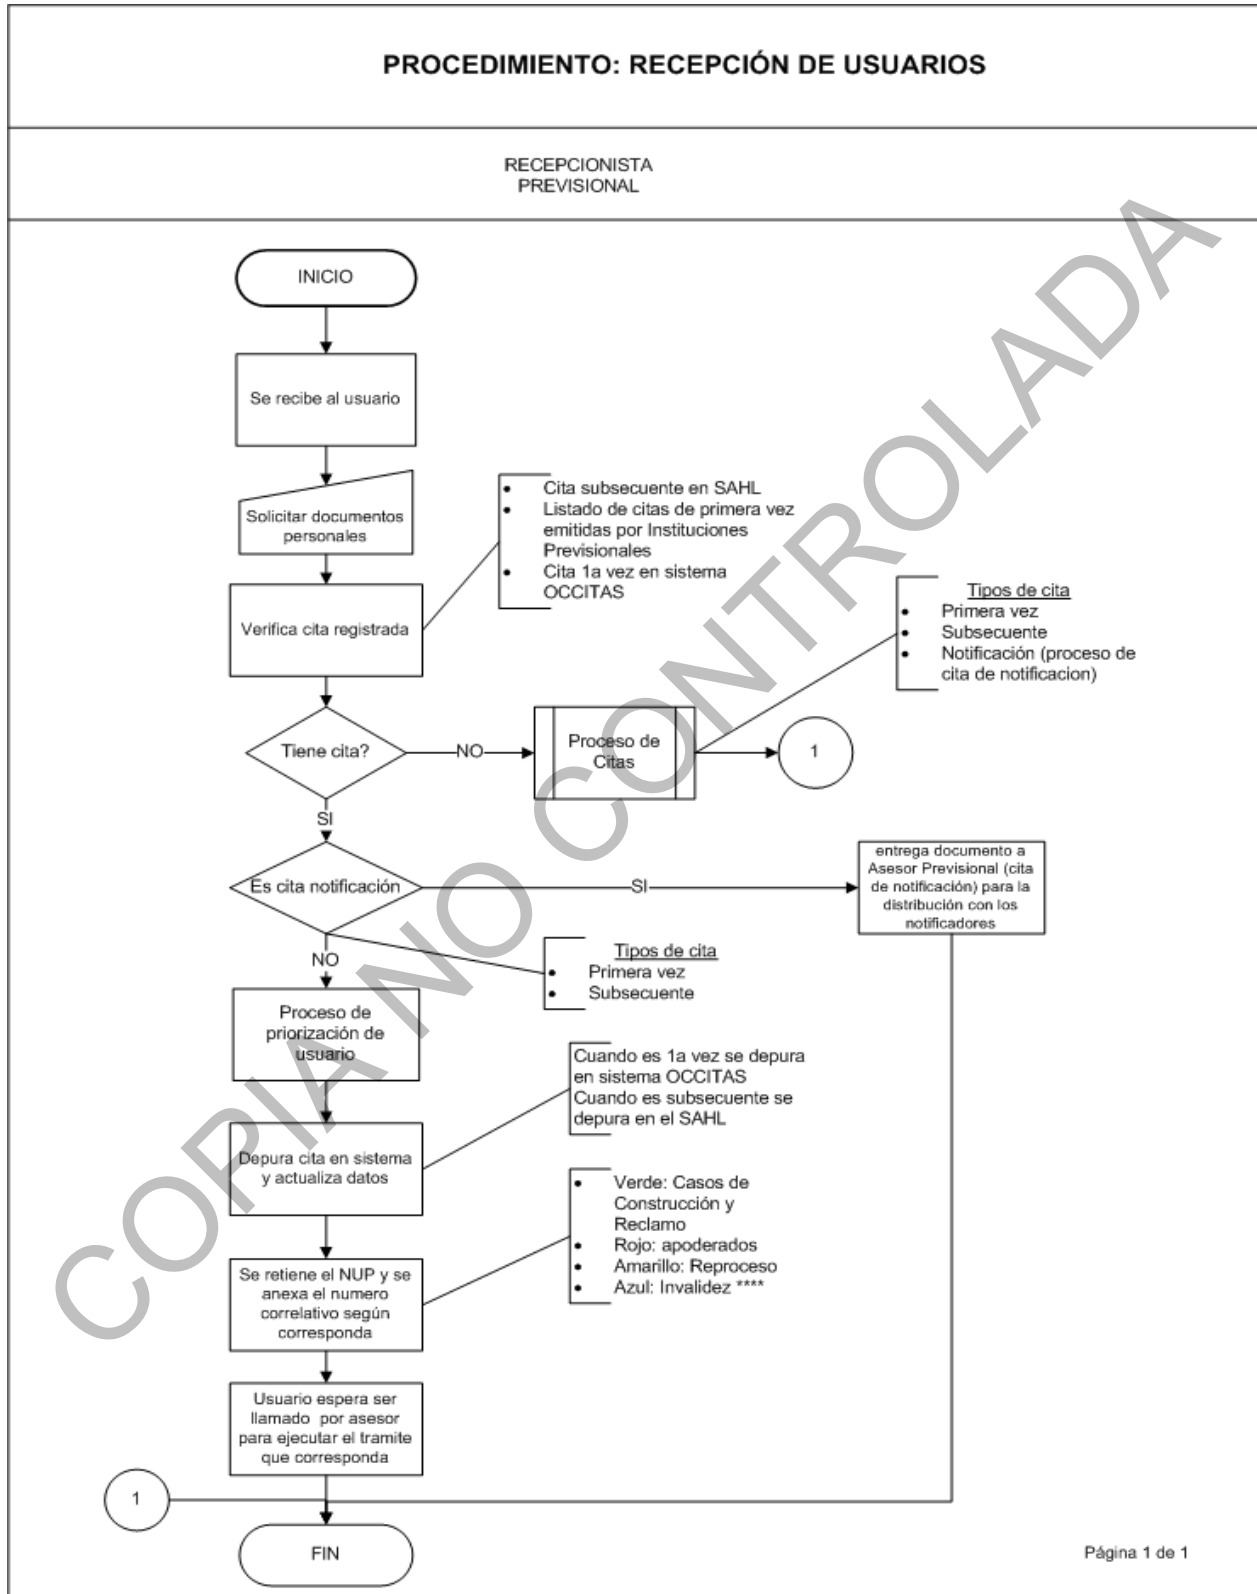 PROCEDIMIENTO: RECEPCIÓN DE USUARIOS
RECEPCIONISTA
PREVISIONAL
INICIO
Se recibe al usuario
Solicitar documentos
personales
Verifica cita registrada
• Cita subsecuente en SAHL
• Listado de citas de primera vez
emitidas por Instituciones
Previsionales
• Cita 1a vez en sistema
OCCITAS
Tipos de cita
• Primera vez
• Subsecuente
• Notificación (proceso de
cita de notificacion)
Tiene cita?
NO
Proceso de
Citas
1
SI
Es cita notificación
SI
entrega documento a
Asesor Previsional (cita
de notificación) para la
distribución con los
notificadores
NO
Tipos de cita
• Primera vez
• Subsecuente
Proceso de
priorización de
usuario
Cuando es 1a vez se depura
en sistema OCCITAS
Cuando es subsecuente se
depura en el SAHL
Depura cita en sistema
y actualiza datos
• Verde: Casos de
Construcción y
Reclamo
• Rojo: apoderados
• Amarillo: Reproceso
• Azul: Invalidez ****
Se retiene el NUP y se
anexa el numero
correlativo según
corresponda
Usuario espera ser
llamado por asesor
para ejecutar el tramite
que corresponda
1
FIN
Página 1 de 1
COPIA NO CONTROLADA